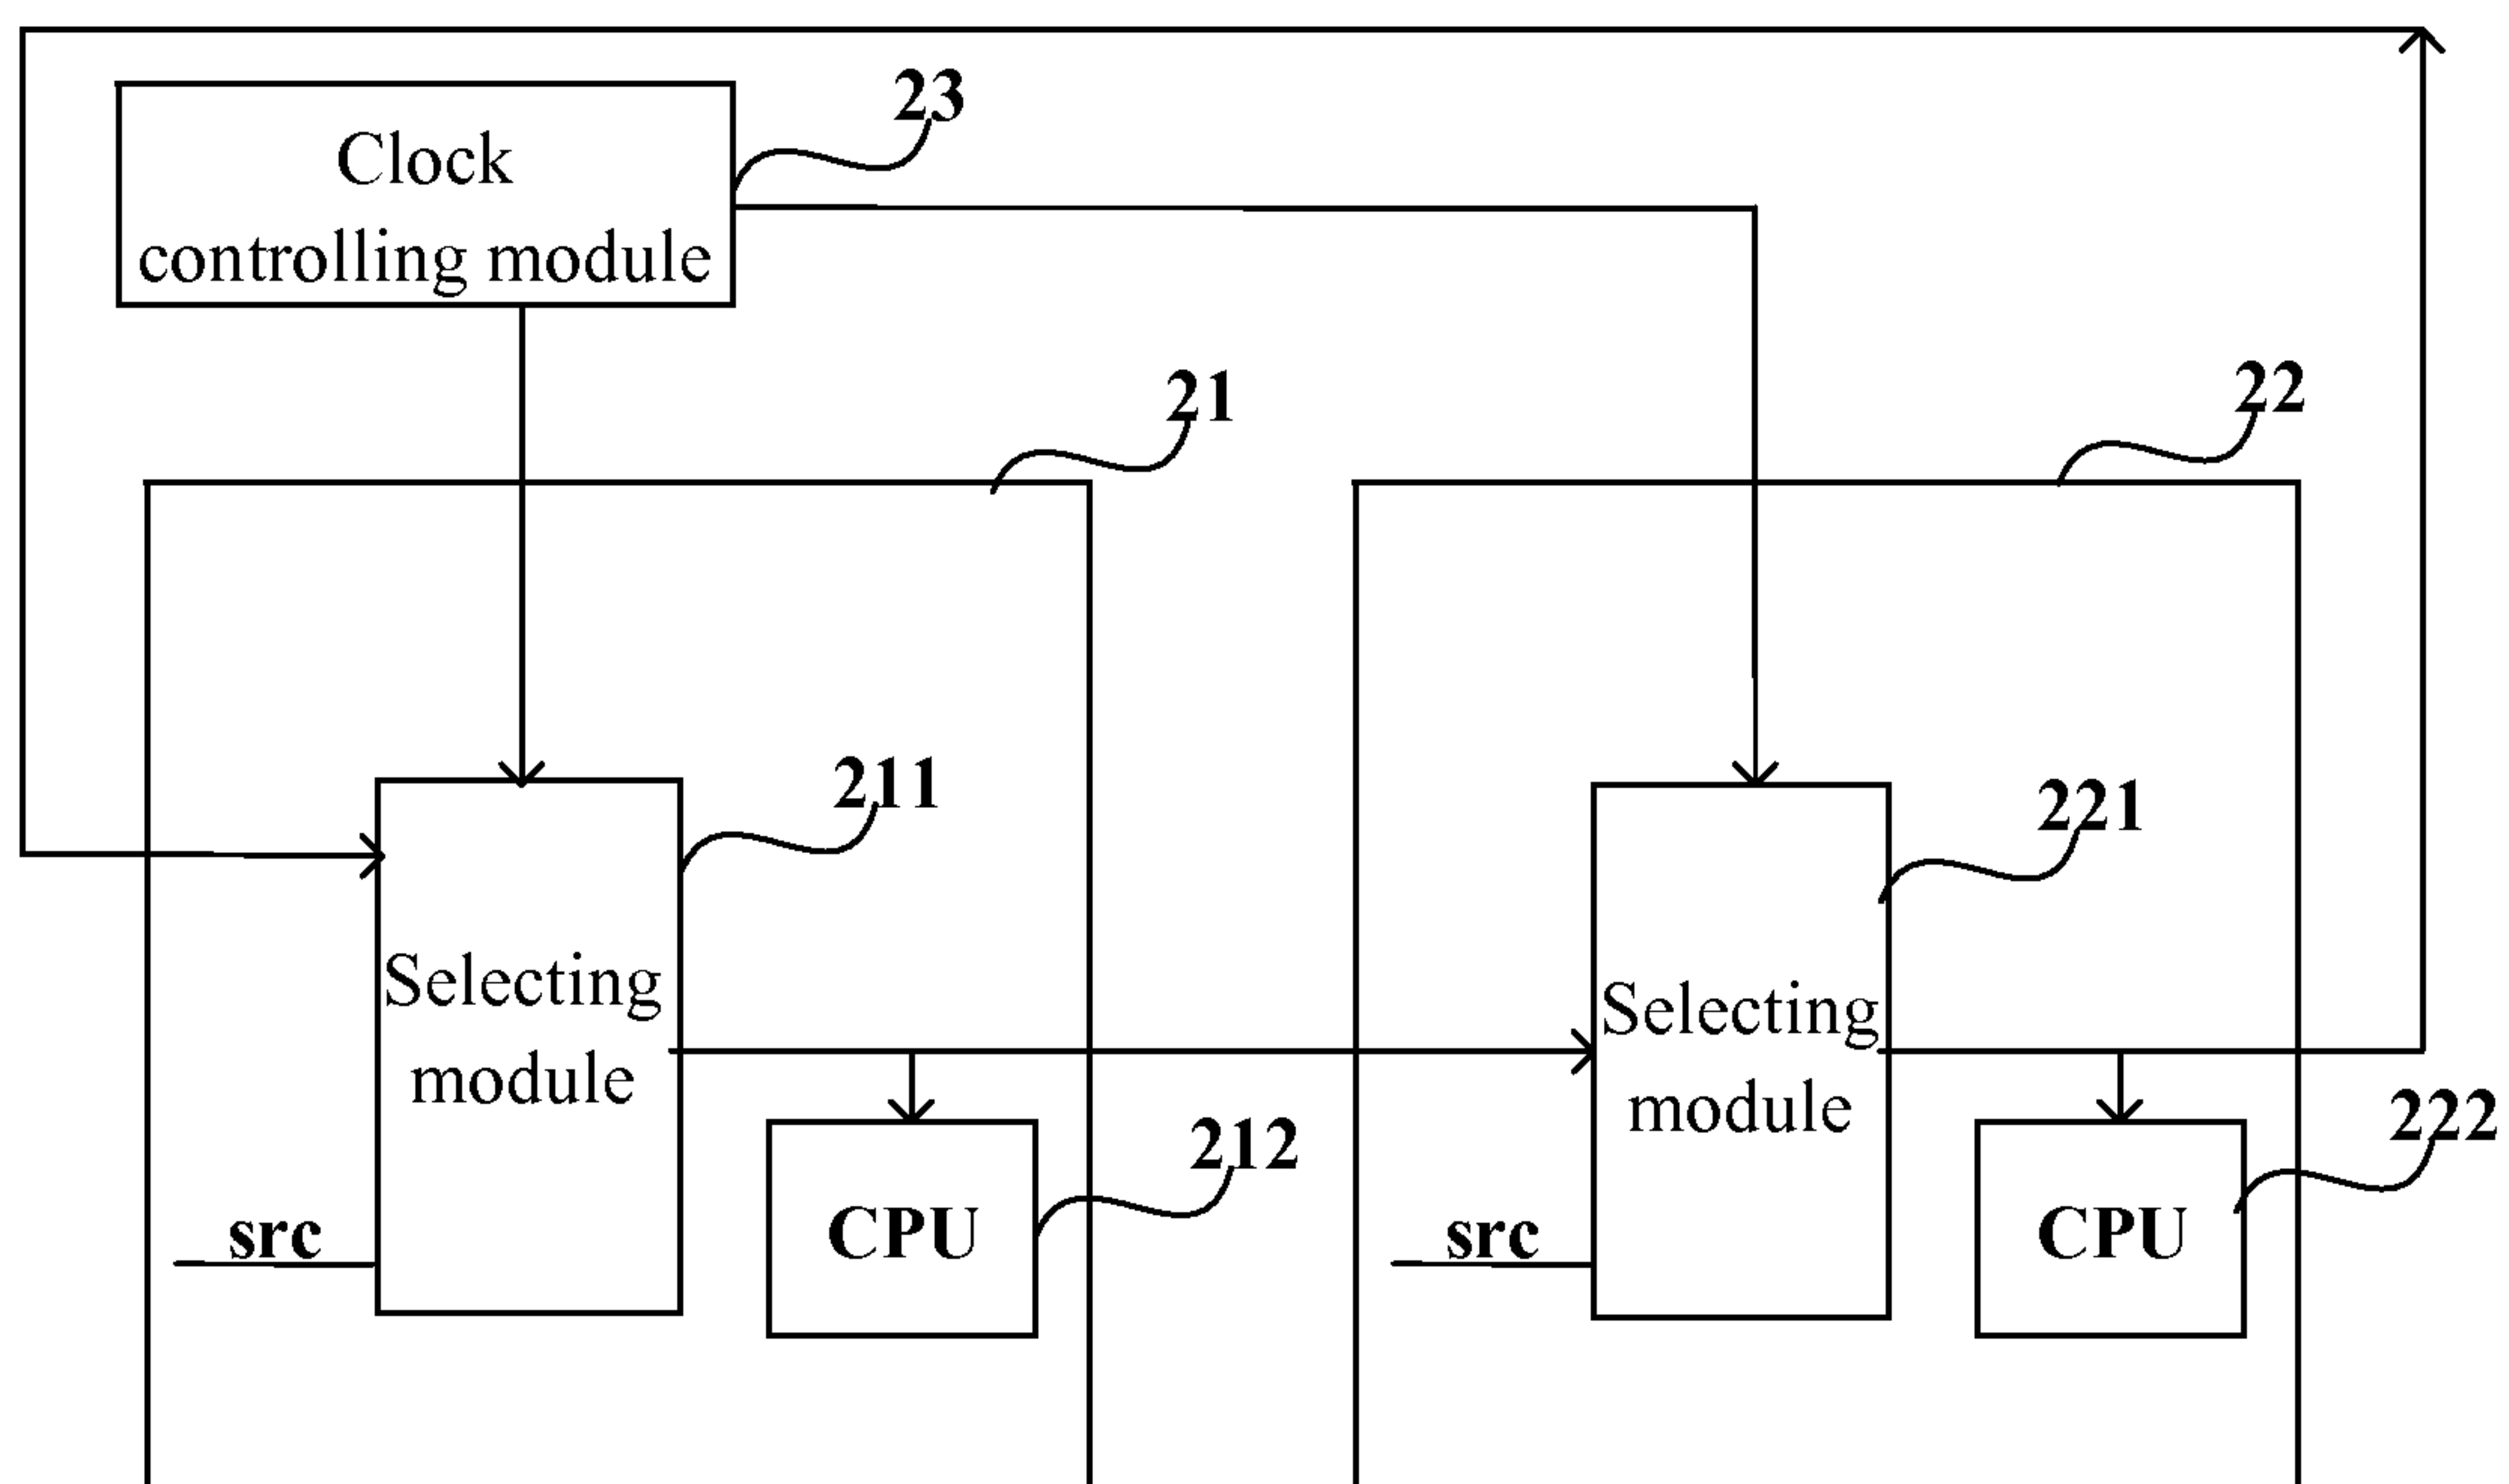 23
Clock
controlling module
21
22
211
221
Selecting
module
Selecting
module
212
222
src
CPU
src
CPU